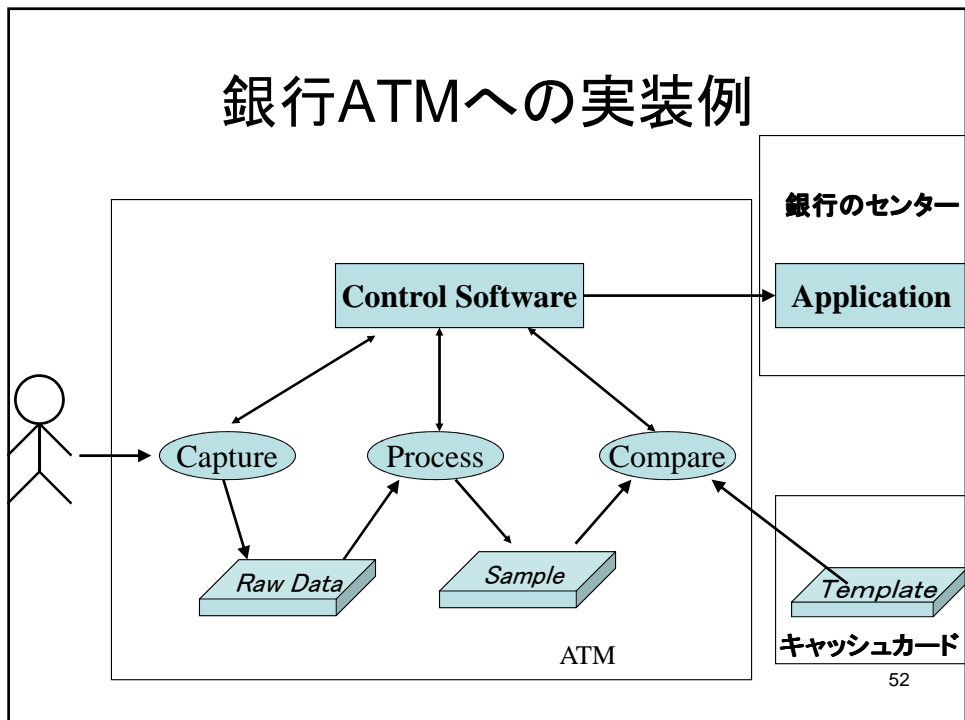 銀行ATMへの実装例
銀行のセンター
Control Software
Application
Capture
Process
Compare
Raw Data
Sample
Template
ATM
キャッシュカード
52